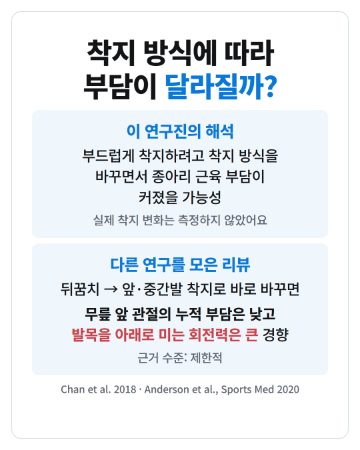 착지 방식에 따라
부담이 달라질까?
이 연구진의 해석
부드럽게 착지하려고 착지 방식을
바꾸면서 종아리 근육 부담이
커졌을 가능성
실제 착지 변화는 측정하지 않았어요
다른 연구를 모은 리뷰
뒤꿈치 → 앞·중간발 착지로 바로 바꾸면
무릎 앞 관절의 누적 부담은 낮고
발목을 아래로 미는 회전력은 큰 경향
근거 수준: 제한적
Chan et al. 2018 · Anderson et al., Sports Med 2020